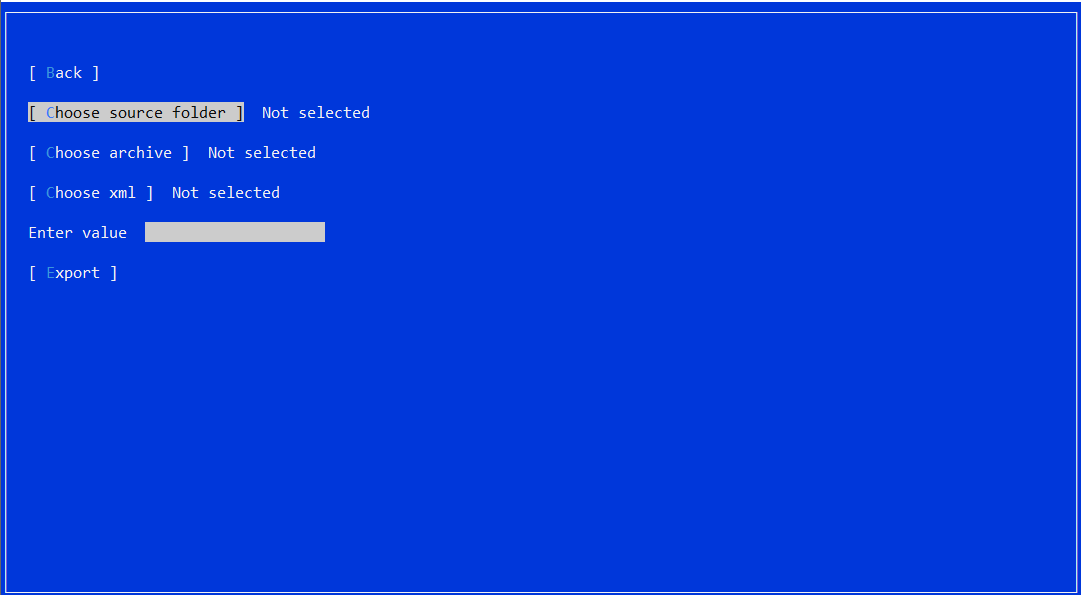 [ Back ]
[ Choose source folder ]  Not selected
[ Choose archive ]  Not selected
[ Choose xml ]  Not selected
Enter value
[ Export ]